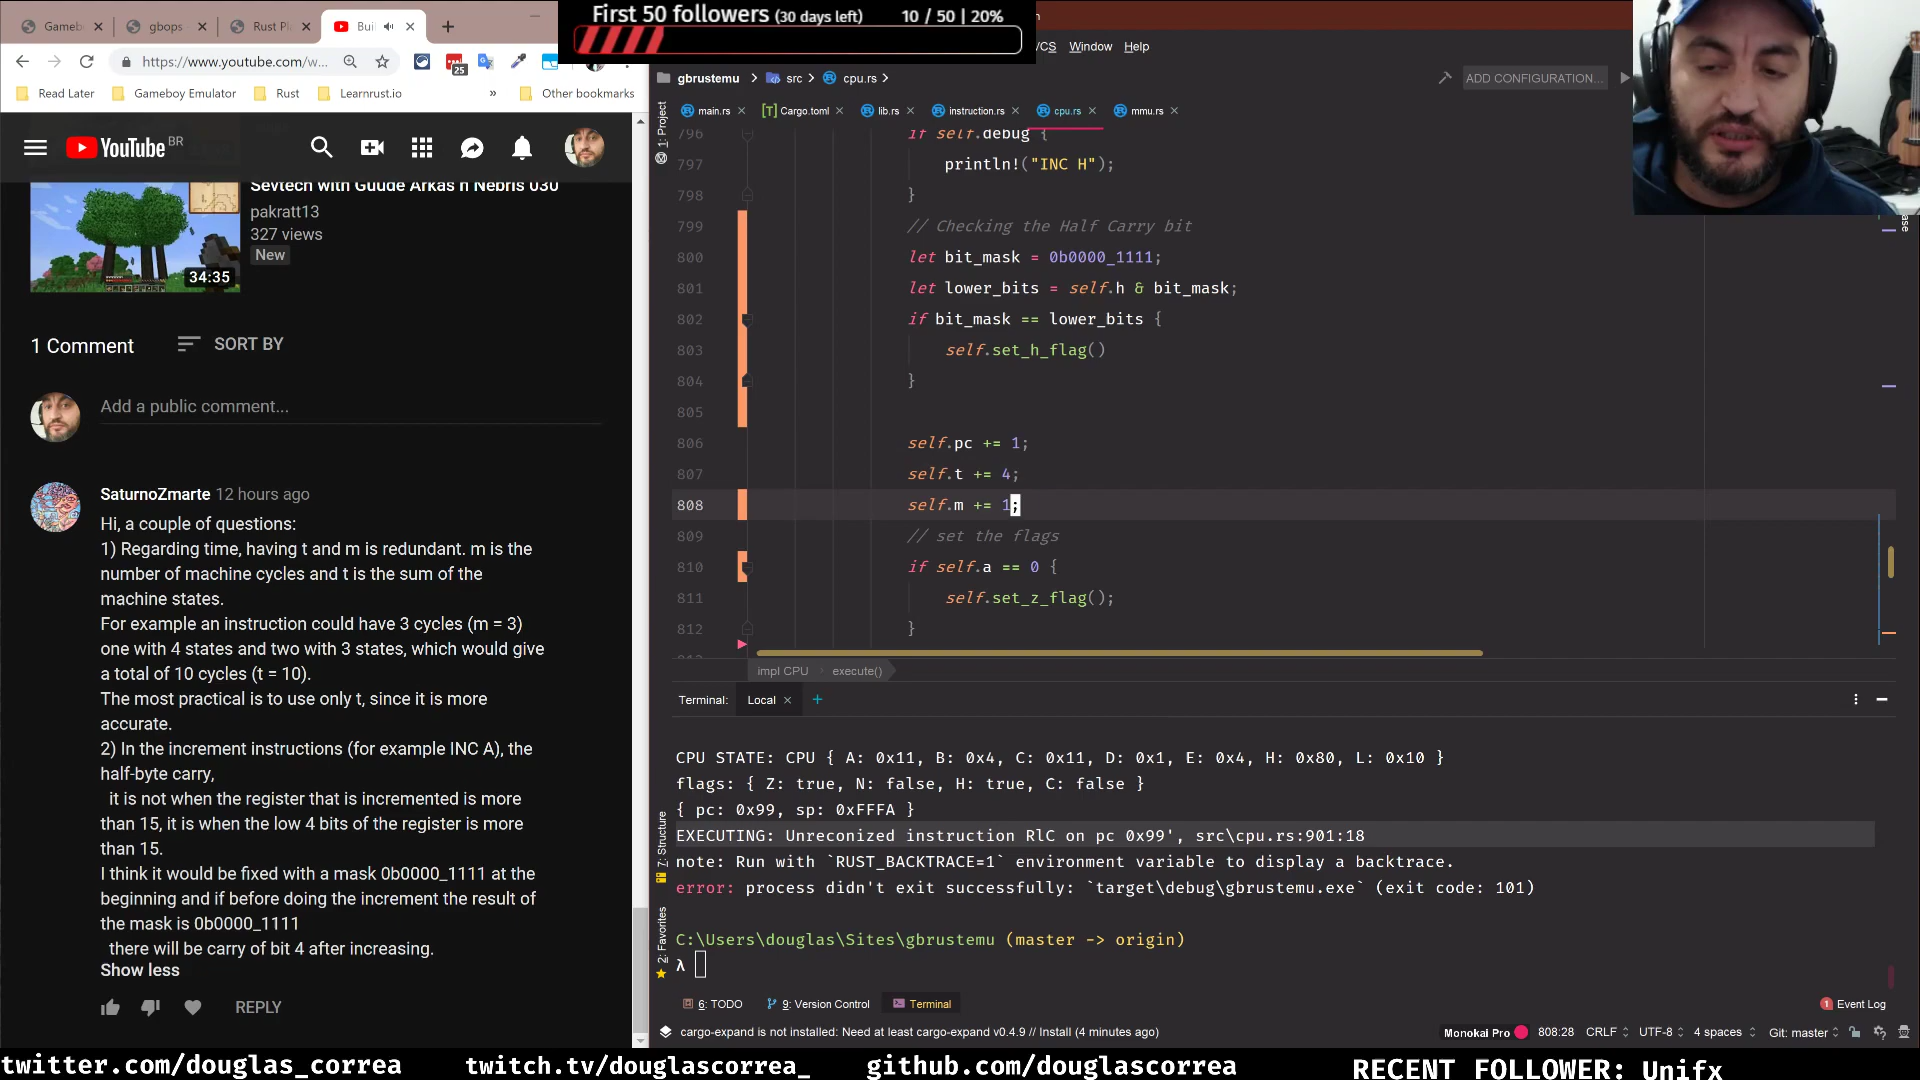 First 50 followers (30 days left) 10 / 50 | 20%
Gameb
gbops
Rust Pl
Buil
https://www.youtube.com/w...
25
Read Later
Gameboy Emulator
Rust
Learnrust.io
»
Other bookmarks
YouTube BR
Sevtech with Guude Arkas n Nebris 030
pakratt13
327 views
New
34:35
1 Comment
SORT BY
Add a public comment...
SaturnoZmarte 12 hours ago
Hi, a couple of questions:
1) Regarding time, having t and m is redundant. m is the
number of machine cycles and t is the sum of the
machine states.
For example an instruction could have 3 cycles (m = 3)
one with 4 states and two with 3 states, which would give
a total of 10 cycles (t = 10).
The most practical is to use only t, since it is more
accurate.
2) In the increment instructions (for example INC A), the
half-byte carry,
it is not when the register that is incremented is more
than 15, it is when the low 4 bits of the register is more
than 15.
I think it would be fixed with a mask 0b0000_1111 at the
beginning and if before doing the increment the result of
the mask is 0b0000_1111
there will be carry of bit 4 after increasing.
Show less
REPLY
VCS Window Help
gbrustemu src cpu.rs
ADD CONFIGURATION...
main.rs
Cargo.toml
lib.rs
instruction.rs
cpu.rs
mmu.rs
1: Project
796 if self.debug {
797 println!("INC H");
798 }
799 // Checking the Half Carry bit
800 let bit_mask = 0b0000_1111;
801 let lower_bits = self.h & bit_mask;
802 if bit_mask == lower_bits {
803 self.set_h_flag()
804 }
805
806 self.pc += 1;
807 self.t += 4;
808 self.m += 1;
809 // set the flags
810 if self.a == 0 {
811 self.set_z_flag();
812 }
impl CPU execute()
Terminal: Local
CPU STATE: CPU { A: 0x11, B: 0x4, C: 0x11, D: 0x1, E: 0x4, H: 0x80, L: 0x10 }
flags: { Z: true, N: false, H: true, C: false }
{ pc: 0x99, sp: 0xFFFA }
EXECUTING: Unreconized instruction RlC on pc 0x99', src\cpu.rs:901:18
note: Run with `RUST_BACKTRACE=1` environment variable to display a backtrace.
error: process didn't exit successfully: `target\debug\gbrustemu.exe` (exit code: 101)
C:\Users\douglas\Sites\gbrustemu (master -> origin)
λ
7: Structure
2: Favorites
6: TODO
9: Version Control
Terminal
1 Event Log
cargo-expand is not installed: Need at least cargo-expand v0.4.9 // Install (4 minutes ago)
Monokai Pro
808:28 CRLF UTF-8 4 spaces Git: master
twitter.com/douglas_correa
twitch.tv/douglascorrea_
github.com/douglascorrea
RECENT FOLLOWER: Unifx